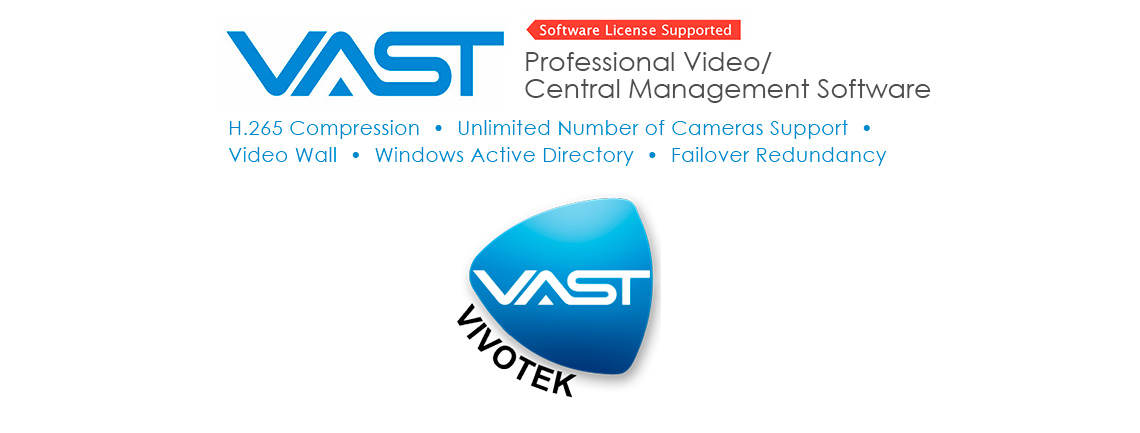 VAST
Software License Supported
Professional Video/
Central Management Software
H.265 Compression • Unlimited Number of Cameras Support •
Video Wall • Windows Active Directory • Failover Redundancy
VAST
VIVOTEK